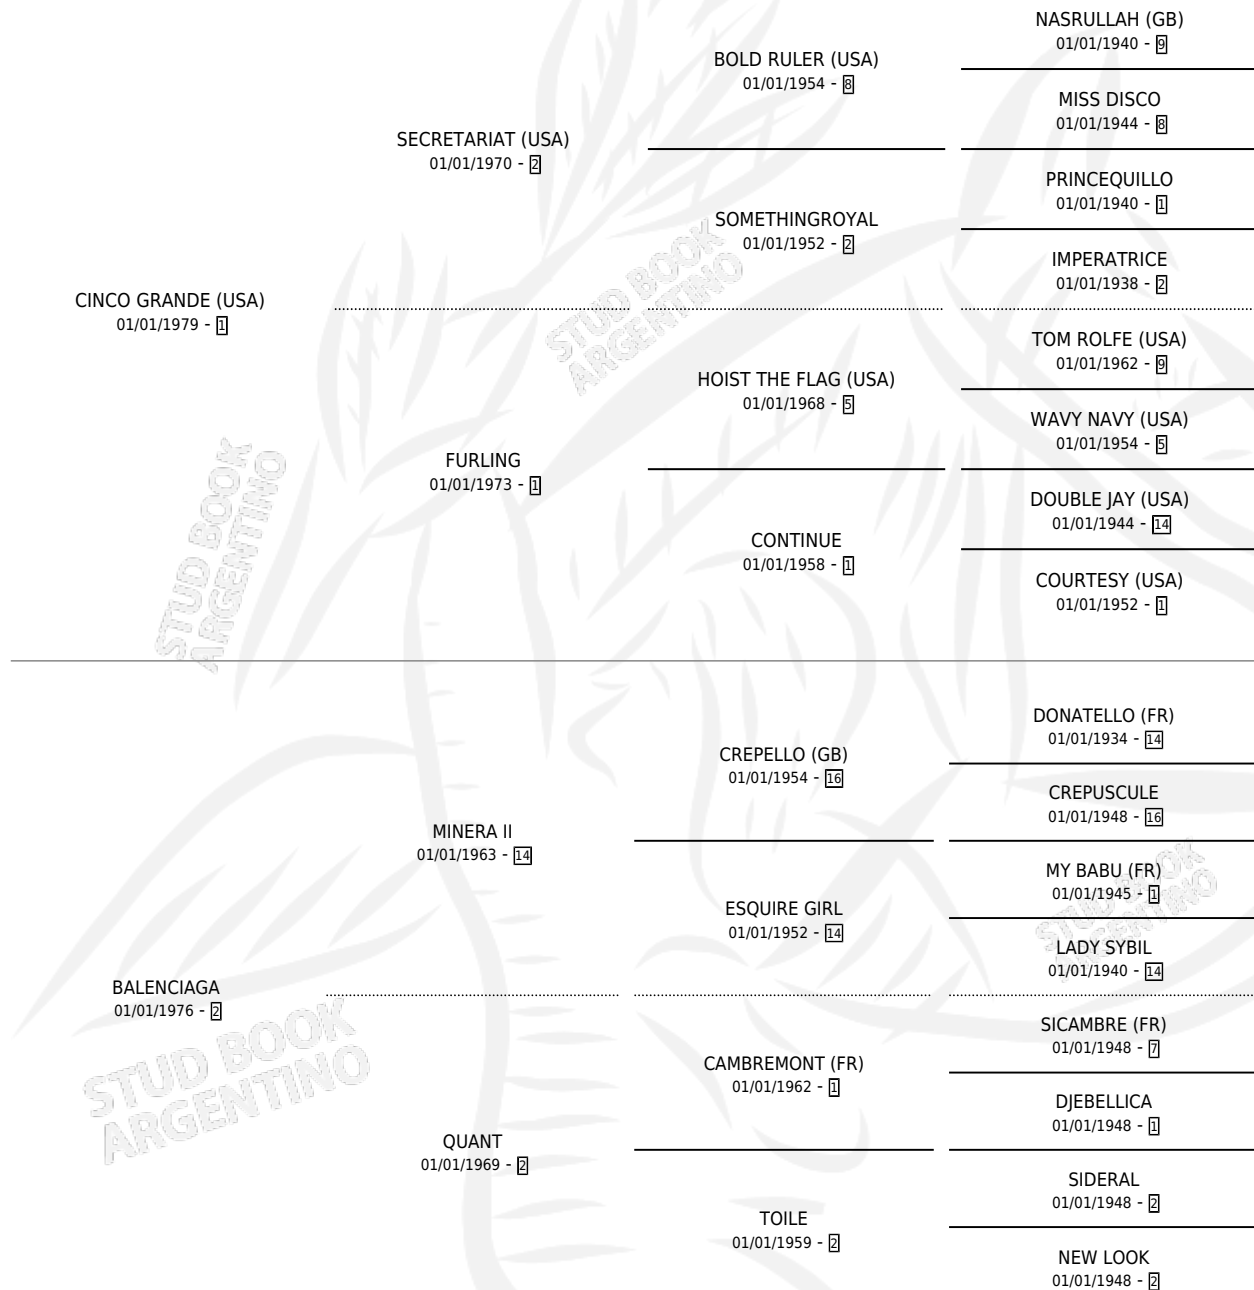 NASRULLAH (GB)
01/01/1940 - 9
BOLD RULER (USA)
01/01/1954 - 8
MISS DISCO
01/01/1944 - 8
SECRETARIAT (USA)
01/01/1970 - 2
PRINCEQUILLO
01/01/1940 - 1
SOMETHINGROYAL
01/01/1952 - 2
IMPERATRICE
01/01/1938 - 2
CINCO GRANDE (USA)
01/01/1979 - 1
STUD BOOK
ARGENTINO
TOM ROLFE (USA)
01/01/1962 - 9
HOIST THE FLAG (USA)
01/01/1968 - 5
WAVY NAVY (USA)
01/01/1954 - 5
FURLING
01/01/1973 - 1
DOUBLE JAY (USA)
01/01/1944 - 14
CONTINUE
01/01/1958 - 1
COURTESY (USA)
01/01/1952 - 1
STUD BOOK
ARGENTINO
DONATELLO (FR)
01/01/1934 - 14
CREPELLO (GB)
01/01/1954 - 16
CREPUSCULE
01/01/1948 - 16
MINERA II
01/01/1963 - 14
MY BABU (FR)
01/01/1945 - 1
ESQUIRE GIRL
01/01/1952 - 14
LADY SYBIL
01/01/1940 - 14
STUD BOOK
ARGENTINO
BALENCIAGA
01/01/1976 - 2
SICAMBRE (FR)
01/01/1948 - 7
CAMBREMONT (FR)
01/01/1962 - 1
DJEBELLICA
01/01/1948 - 1
STUD BOOK
ARGENTINO
QUANT
01/01/1969 - 2
SIDERAL
01/01/1948 - 2
TOILE
01/01/1959 - 2
NEW LOOK
01/01/1948 - 2